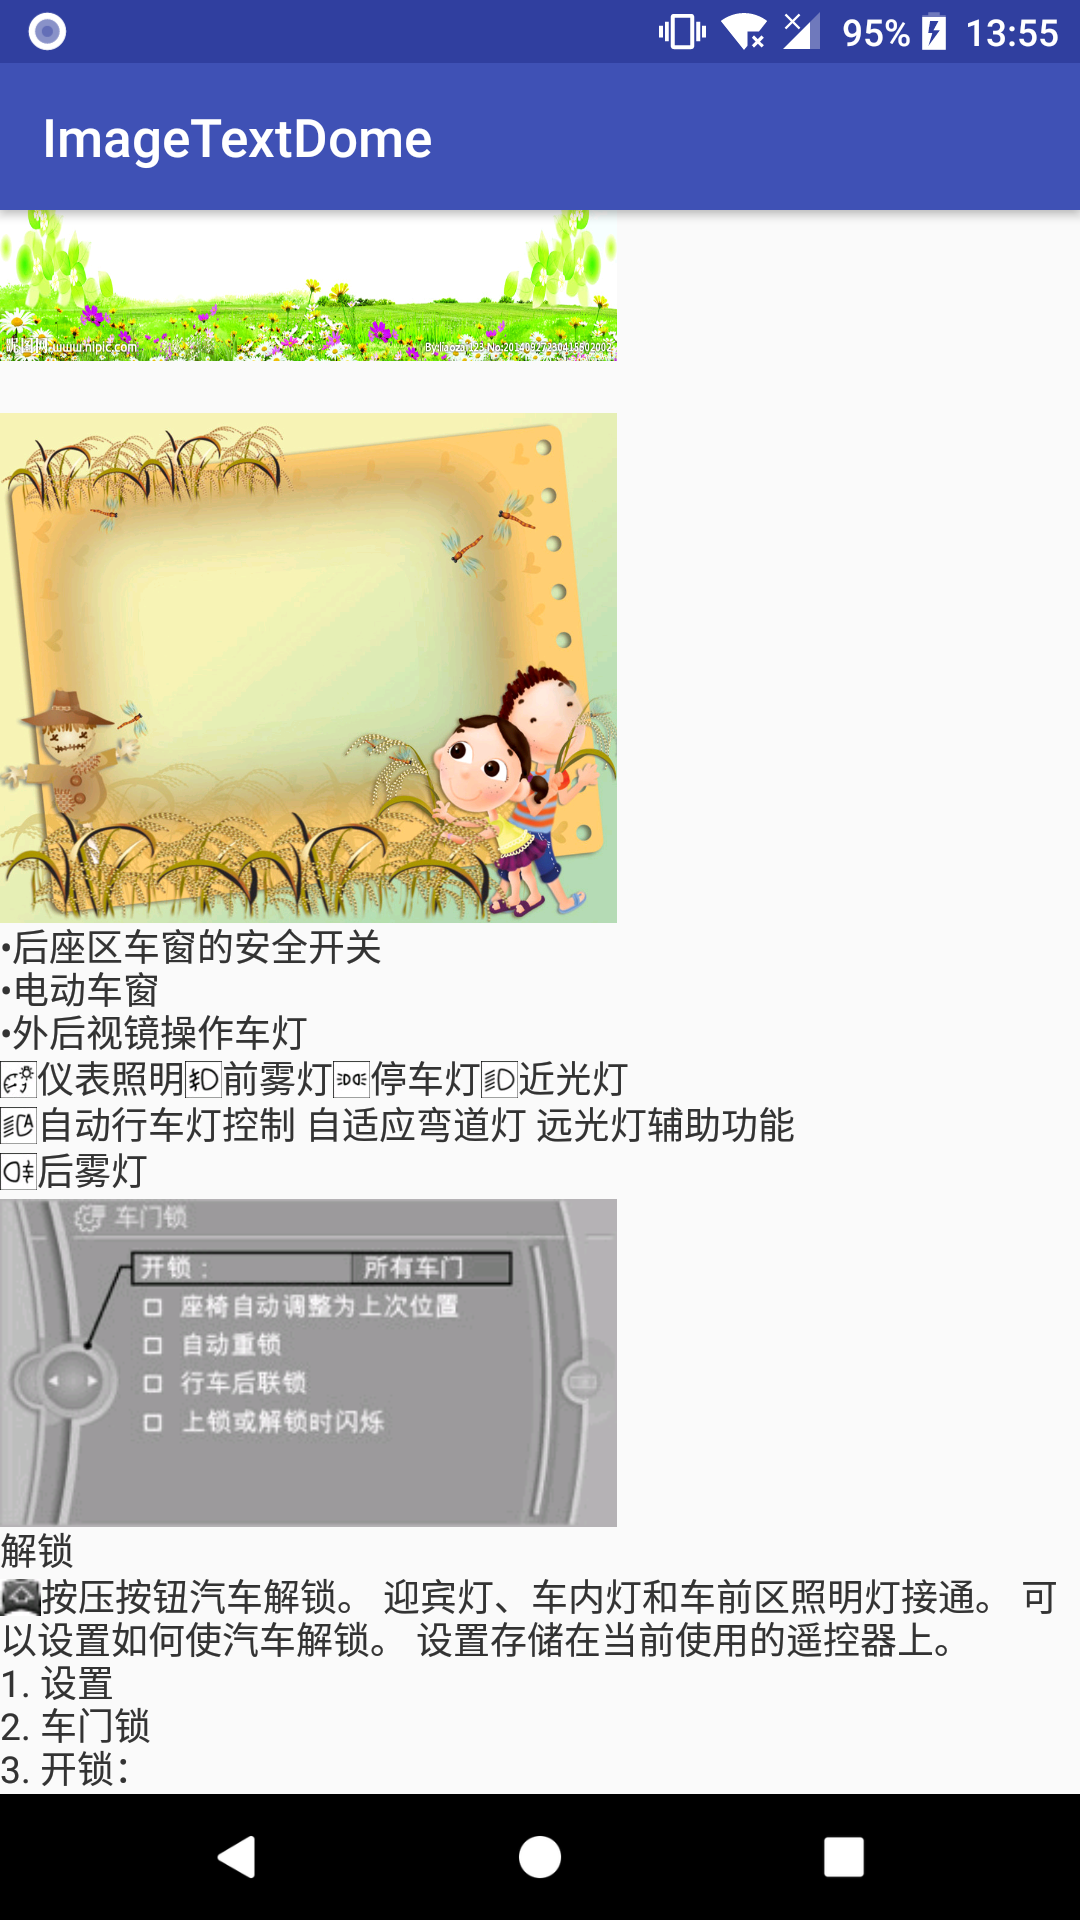 95% 13:55
ImageTextDome
昵图网 www.nipic.com By:liaozai123 No:20140927230415502002
•后座区车窗的安全开关
•电动车窗
•外后视镜操作车灯
仪表照明前雾灯停车灯近光灯
自动行车灯控制 自适应弯道灯 远光灯辅助功能
后雾灯
车门锁
开锁： 所有车门
座椅自动调整为上次位置
自动重锁
行车后联锁
上锁或解锁时闪烁
解锁
按压按钮汽车解锁。 迎宾灯、车内灯和车前区照明灯接通。 可
以设置如何使汽车解锁。 设置存储在当前使用的遥控器上。
1. 设置
2. 车门锁
3. 开锁：